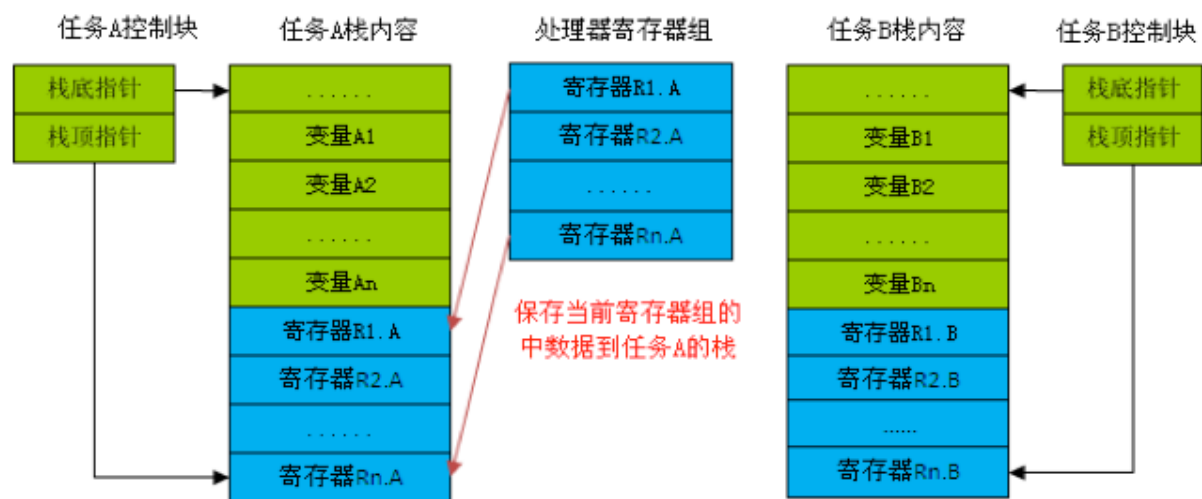 任务A控制块
任务A栈内容
处理器寄存器组
任务B栈内容
任务B控制块
栈底指针
栈顶指针
......
变量A1
变量A2
......
变量An
寄存器R1.A
寄存器R2.A
......
寄存器Rn.A
寄存器R1.A
寄存器R2.A
......
寄存器Rn.A
保存当前寄存器组的
中数据到任务A的栈
......
变量B1
变量B2
......
变量Bn
寄存器R1.B
寄存器R2.B
......
寄存器Rn.B
栈底指针
栈顶指针